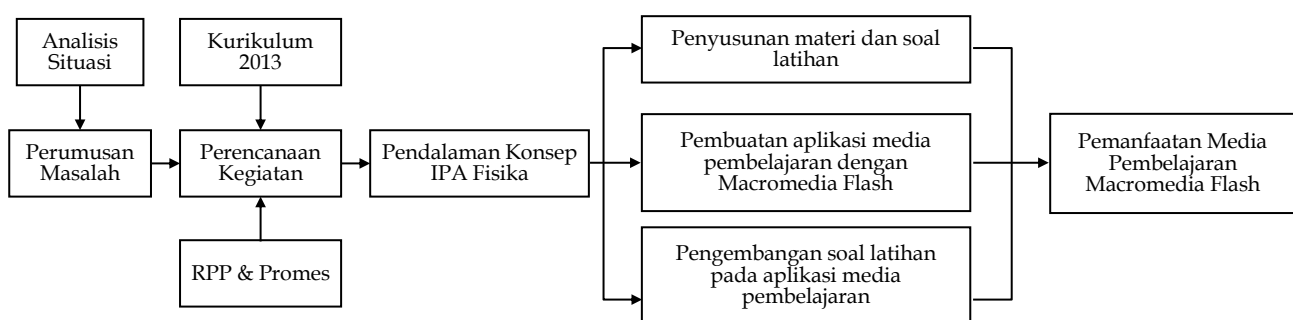 Analisis
Situasi
Kurikulum
2013
Perumusan
Masalah
Perencanaan
Kegiatan
RPP & Promes
Pendalaman Konsep
IPA Fisika
Penyusunan materi dan soal
latihan
Pembuatan aplikasi media
pembelajaran dengan
Macromedia Flash
Pengembangan soal latihan
pada aplikasi media
pembelajaran
Pemanfaatan Media
Pembelajaran
Macromedia Flash